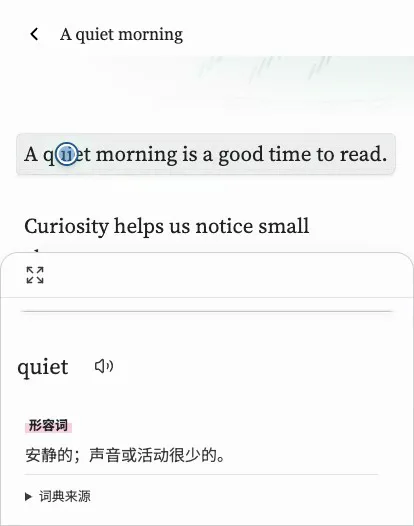 A quiet morning
A quiet morning is a good time to read.
Curiosity helps us notice small
quiet
形容词
安静的；声音或活动很少的。
词典来源